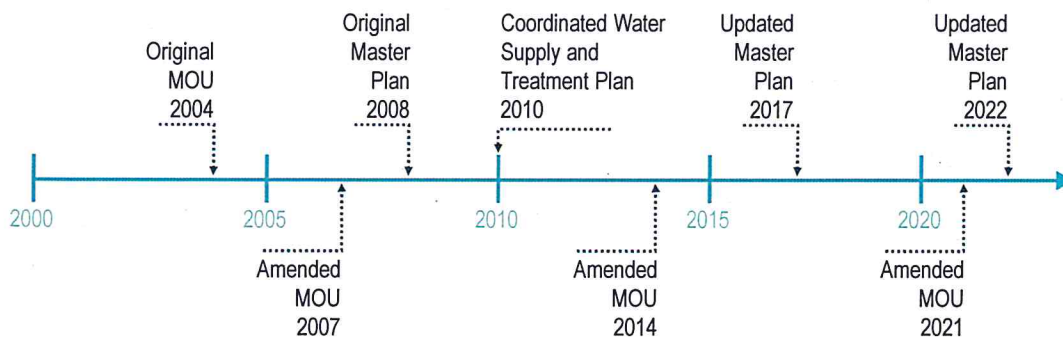 Original
MOU
2004
Original
Master
Plan
2008
Coordinated Water
Supply and
Treatment Plan
2010
Updated
Master
Plan
2017
Updated
Master
Plan
2022
2000
2005
2010
2015
2020
Amended
MOU
2007
Amended
MOU
2014
Amended
MOU
2021